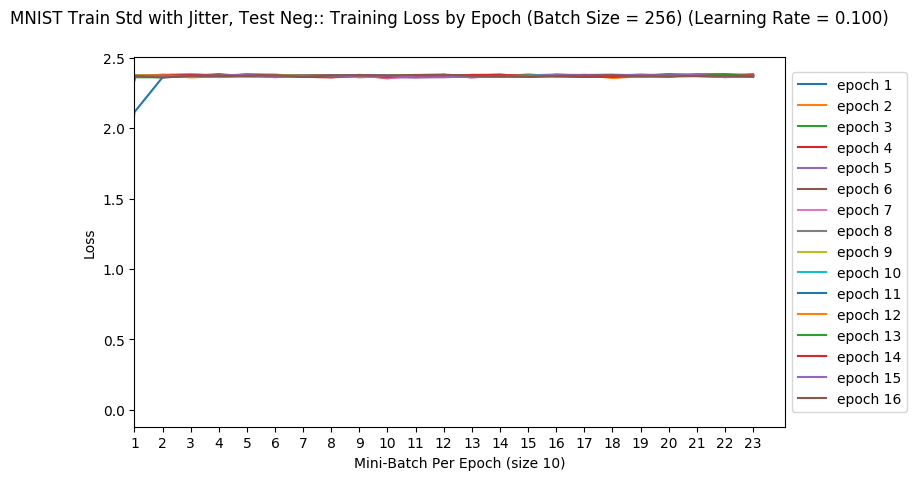 MNIST Train Std with Jitter, Test Neg:: Training Loss by Epoch (Batch Size = 256) (Learning Rate = 0.100)
2.5
2.0
1.5
1.0
0.5
0.0
Loss
1 2 3 4 5 6 7 8 9 10 11 12 13 14 15 16 17 18 19 20 21 22 23
Mini-Batch Per Epoch (size 10)
epoch 1
epoch 2
epoch 3
epoch 4
epoch 5
epoch 6
epoch 7
epoch 8
epoch 9
epoch 10
epoch 11
epoch 12
epoch 13
epoch 14
epoch 15
epoch 16